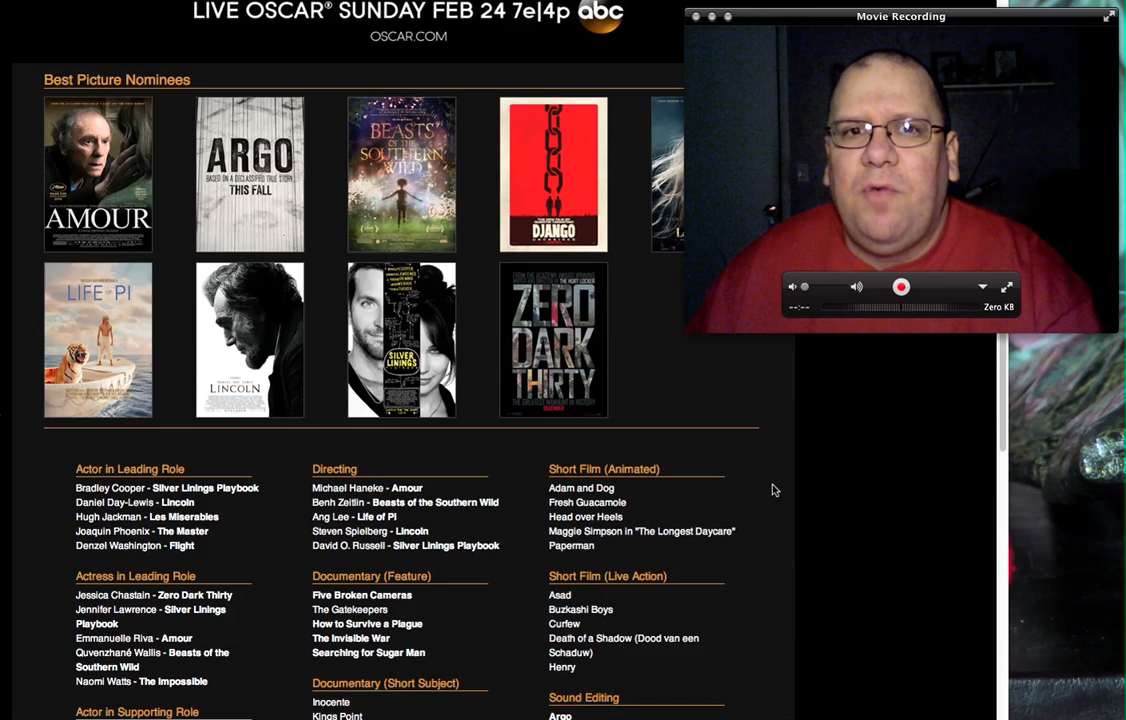 LIVE OSCAR® SUNDAY FEB 24 7e|4p abc
OSCAR.COM
Movie Recording
Best Picture Nominees
AMOUR
ARGO
BASED ON A DECLASSIFIED TRUE STORY
THIS FALL
BEASTS
OF THE
SOUTHERN
WILD
DJANGO
UNCHAINED
--:--
Zero KB
LIFE OF PI
LINCOLN
SILVER
LININGS
PLAYBOOK
FROM THE ACADEMY AWARD WINNING
ZERO
DARK
THIRTY
THE GREATEST MANHUNT IN HISTORY
DECEMBER
Actor in Leading Role
Bradley Cooper - Silver Linings Playbook
Daniel Day-Lewis - Lincoln
Hugh Jackman - Les Miserables
Joaquin Phoenix - The Master
Denzel Washington - Flight
Actress in Leading Role
Jessica Chastain - Zero Dark Thirty
Jennifer Lawrence - Silver Linings
Playbook
Emmanuelle Riva - Amour
Quvenzhané Wallis - Beasts of the
Southern Wild
Naomi Watts - The Impossible
Actor in Supporting Role
Directing
Michael Haneke - Amour
Benh Zeitlin - Beasts of the Southern Wild
Ang Lee - Life of Pi
Steven Spielberg - Lincoln
David O. Russell - Silver Linings Playbook
Documentary (Feature)
Five Broken Cameras
The Gatekeepers
How to Survive a Plague
The Invisible War
Searching for Sugar Man
Documentary (Short Subject)
Inocente
Kings Point
Short Film (Animated)
Adam and Dog
Fresh Guacamole
Head over Heels
Maggie Simpson in "The Longest Daycare"
Paperman
Short Film (Live Action)
Asad
Buzkashi Boys
Curfew
Death of a Shadow (Dood van een
Schaduw)
Henry
Sound Editing
Argo